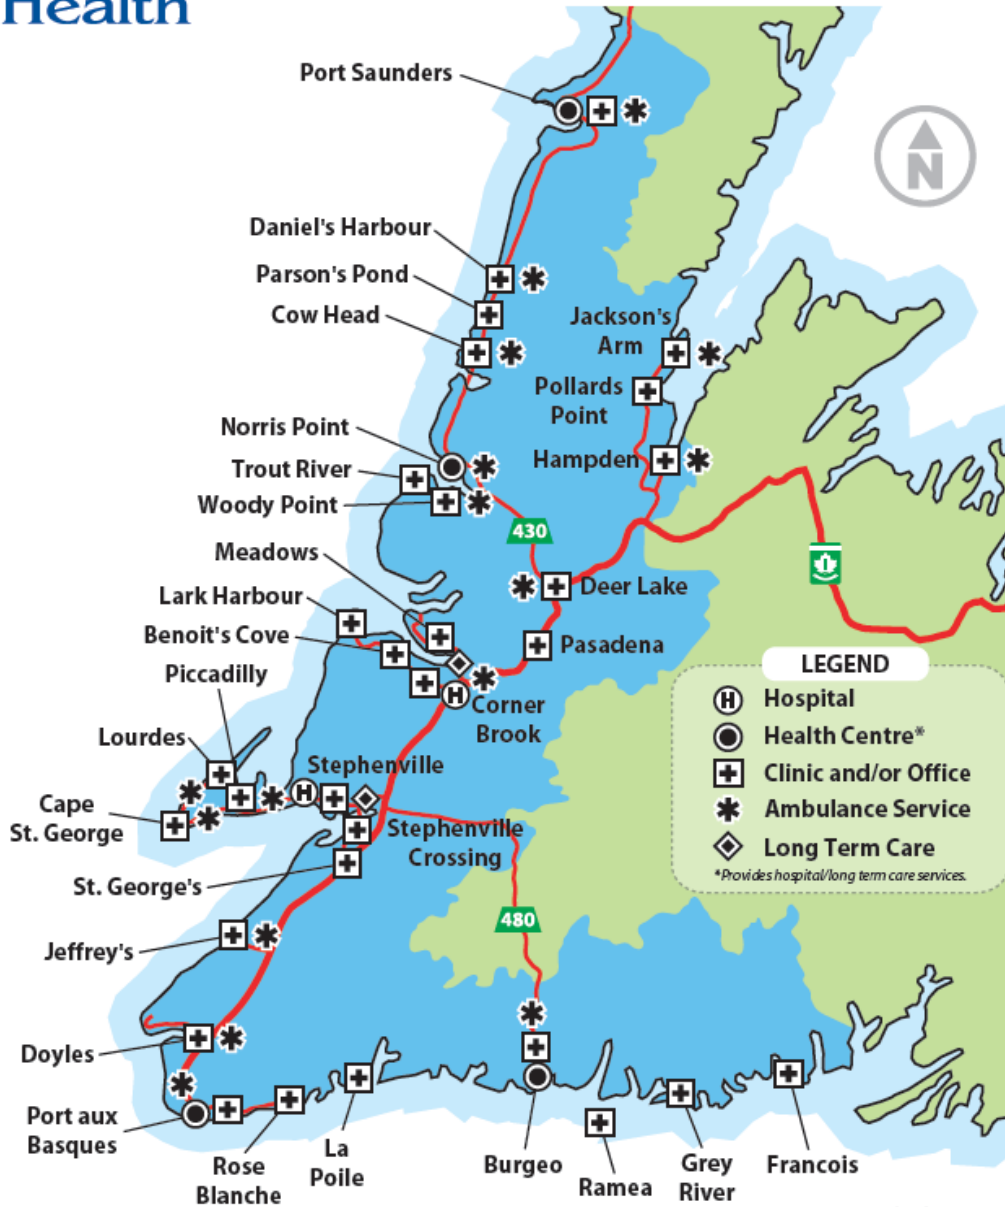 Health
Port Saunders
N
Daniel's Harbour
Parson's Pond
Cow Head
Jackson's
Arm
Pollards
Point
Norris Point
Hampden
Trout River
Woody Point
430
Meadows
1
Deer Lake
Lark Harbour
Benoit's Cove
Pasadena
Piccadilly
H
Corner
Brook
Lourdes
Stephenville
H
Cape
St. George
Stephenville
Crossing
St. George's
480
Jeffrey's
Doyles
Port aux
Basques
Rose
Blanche
La
Poile
Burgeo
Ramea
Grey
River
Francois
LEGEND
H Hospital
Health Centre*
Clinic and/or Office
Ambulance Service
Long Term Care
*Provides hospital/long term care services.